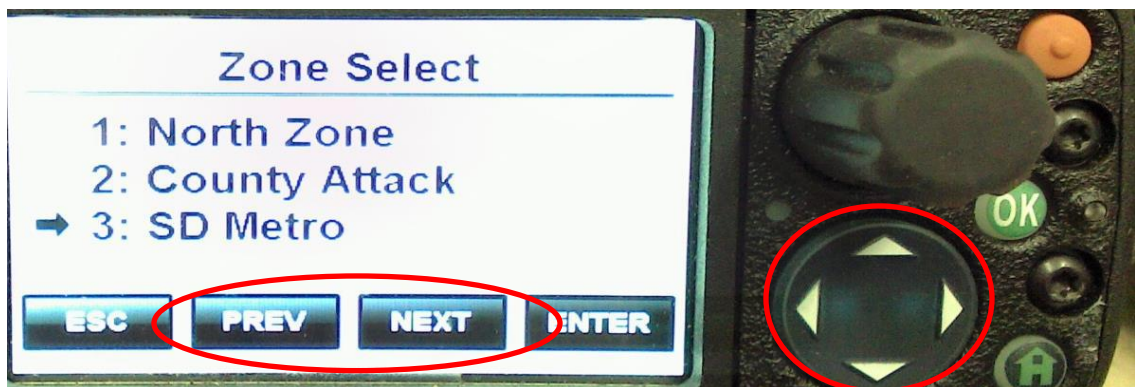 Zone Select
1: North Zone
2: County Attack
➡ 3: SD Metro
ESC PREV NEXT ENTER
OK